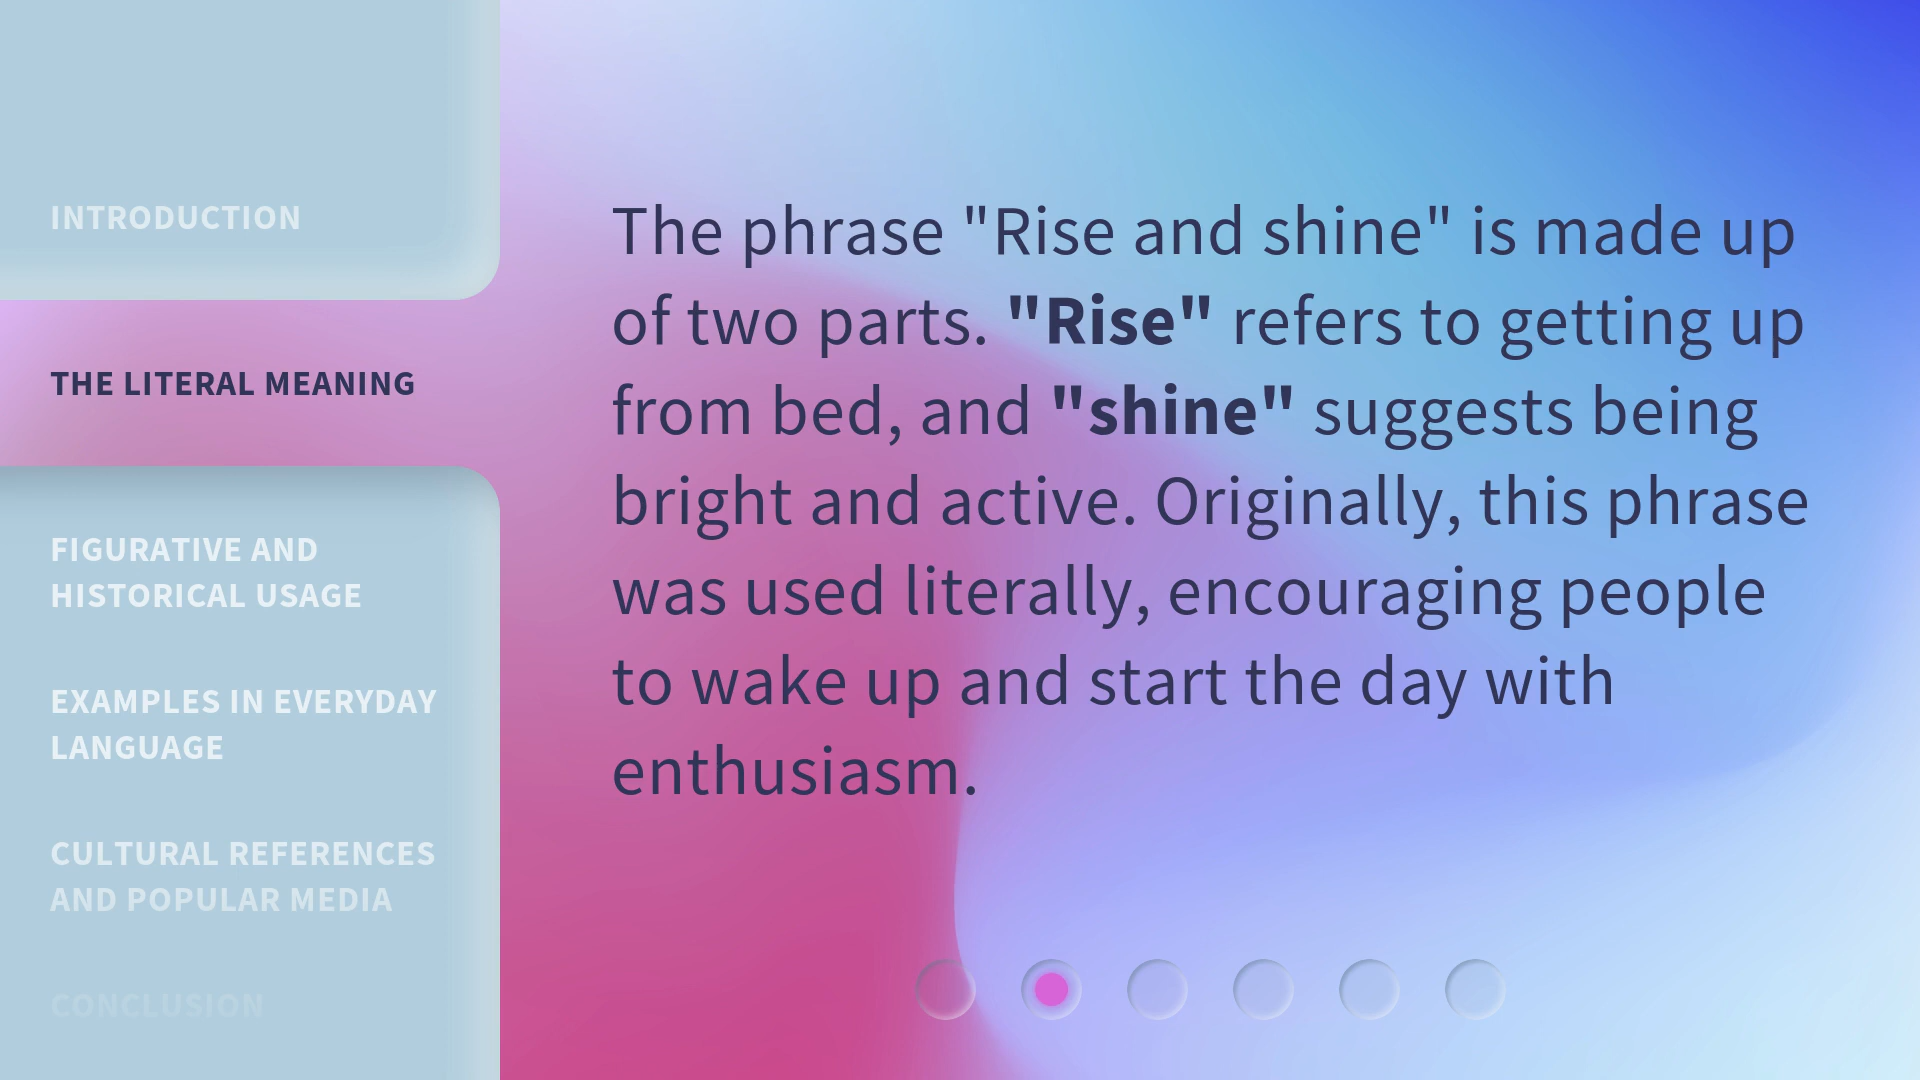 INTRODUCTION
THE LITERAL MEANING
FIGURATIVE AND
HISTORICAL USAGE
EXAMPLES IN EVERYDAY
LANGUAGE
CULTURAL REFERENCES
AND POPULAR MEDIA
CONCLUSION
The phrase "Rise and shine" is made up
of two parts. "Rise" refers to getting up
from bed, and "shine" suggests being
bright and active. Originally, this phrase
was used literally, encouraging people
to wake up and start the day with
enthusiasm.